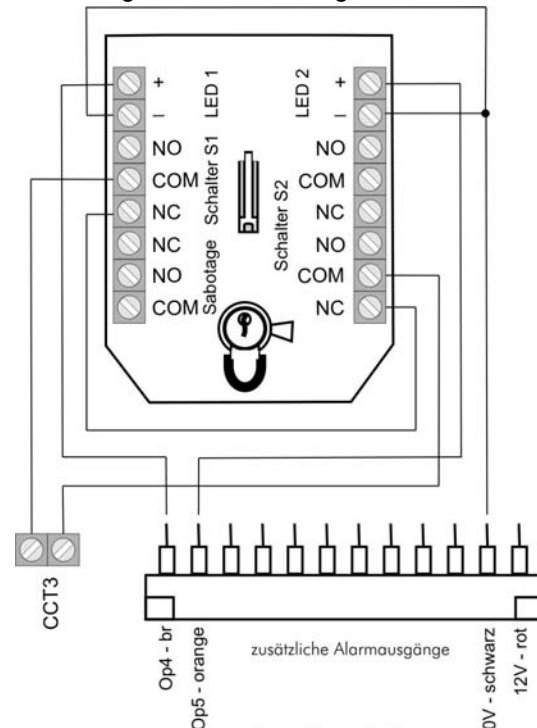 +
–
NO
COM
NC
NC
NO
COM
LED 1
Schalter S1
Sabotage
LED 2
Schalter S2
+
–
NO
COM
NC
NO
COM
NC
CCT3
Op4 - br
Op5 - orange
zusätzliche Alarmausgänge
0V - schwarz
12V - rot